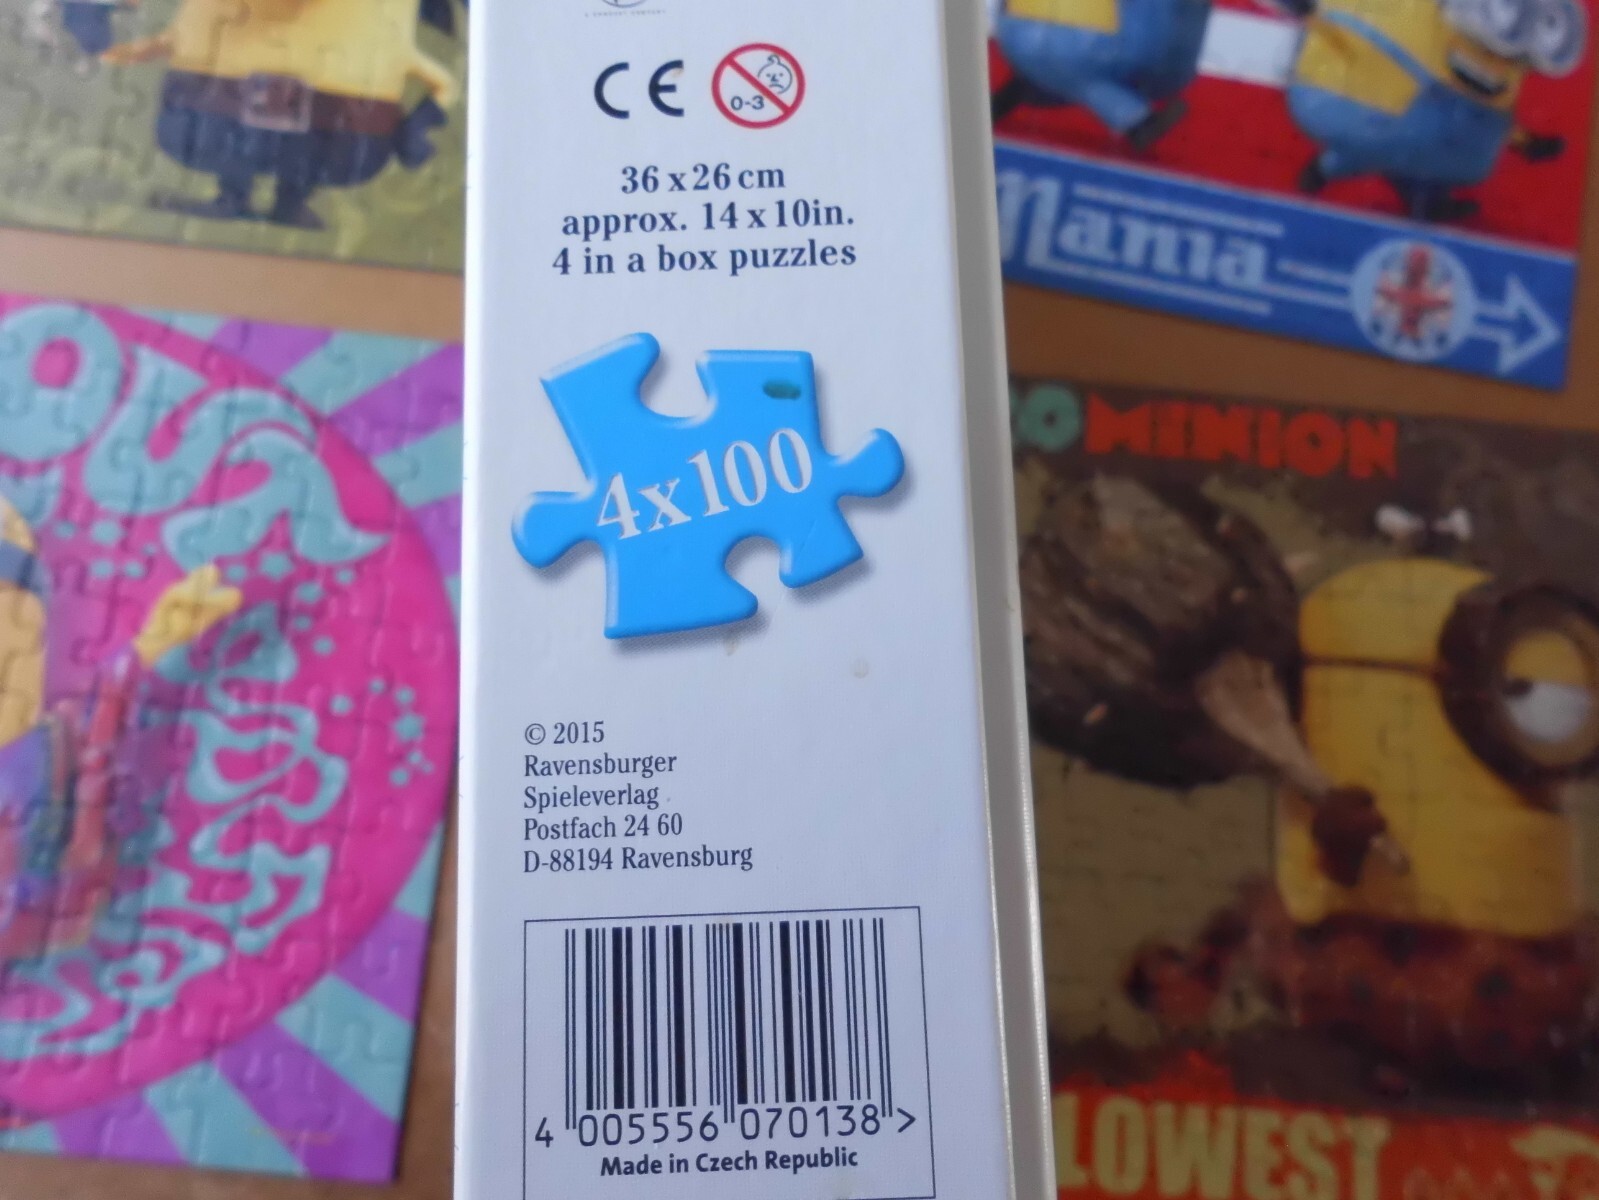 CE
0-3
36 x 26 cm
approx. 14 x 10in.
4 in a box puzzles
4x100
© 2015
Ravensburger
Spieleverlag
Postfach 24 60
D-88194 Ravensburg
4 005556 070138 >
Made in Czech Republic
Mania
MINION
LOWEST